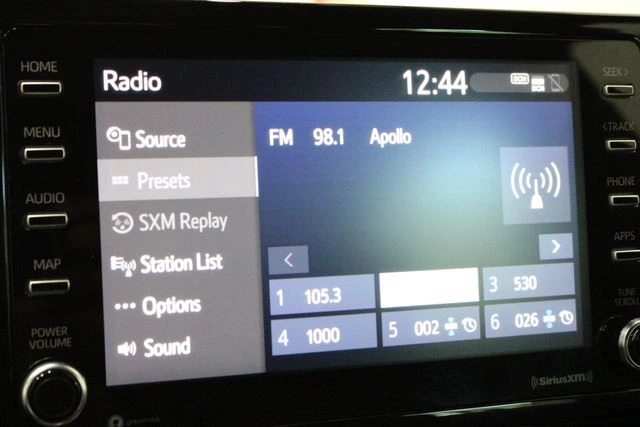 HOME
MENU
AUDIO
MAP
POWER
VOLUME
Radio
12:44
DCM
DCM
Source
Presets
SXM Replay
Station List
Options
Sound
FM 98.1 Apollo
<
>
1 105.3
3 530
4 1000
5 002
6 026
SEEK>
<TRACK
PHONE
APPS
TUNE
SCROLL
((SiriusXM))